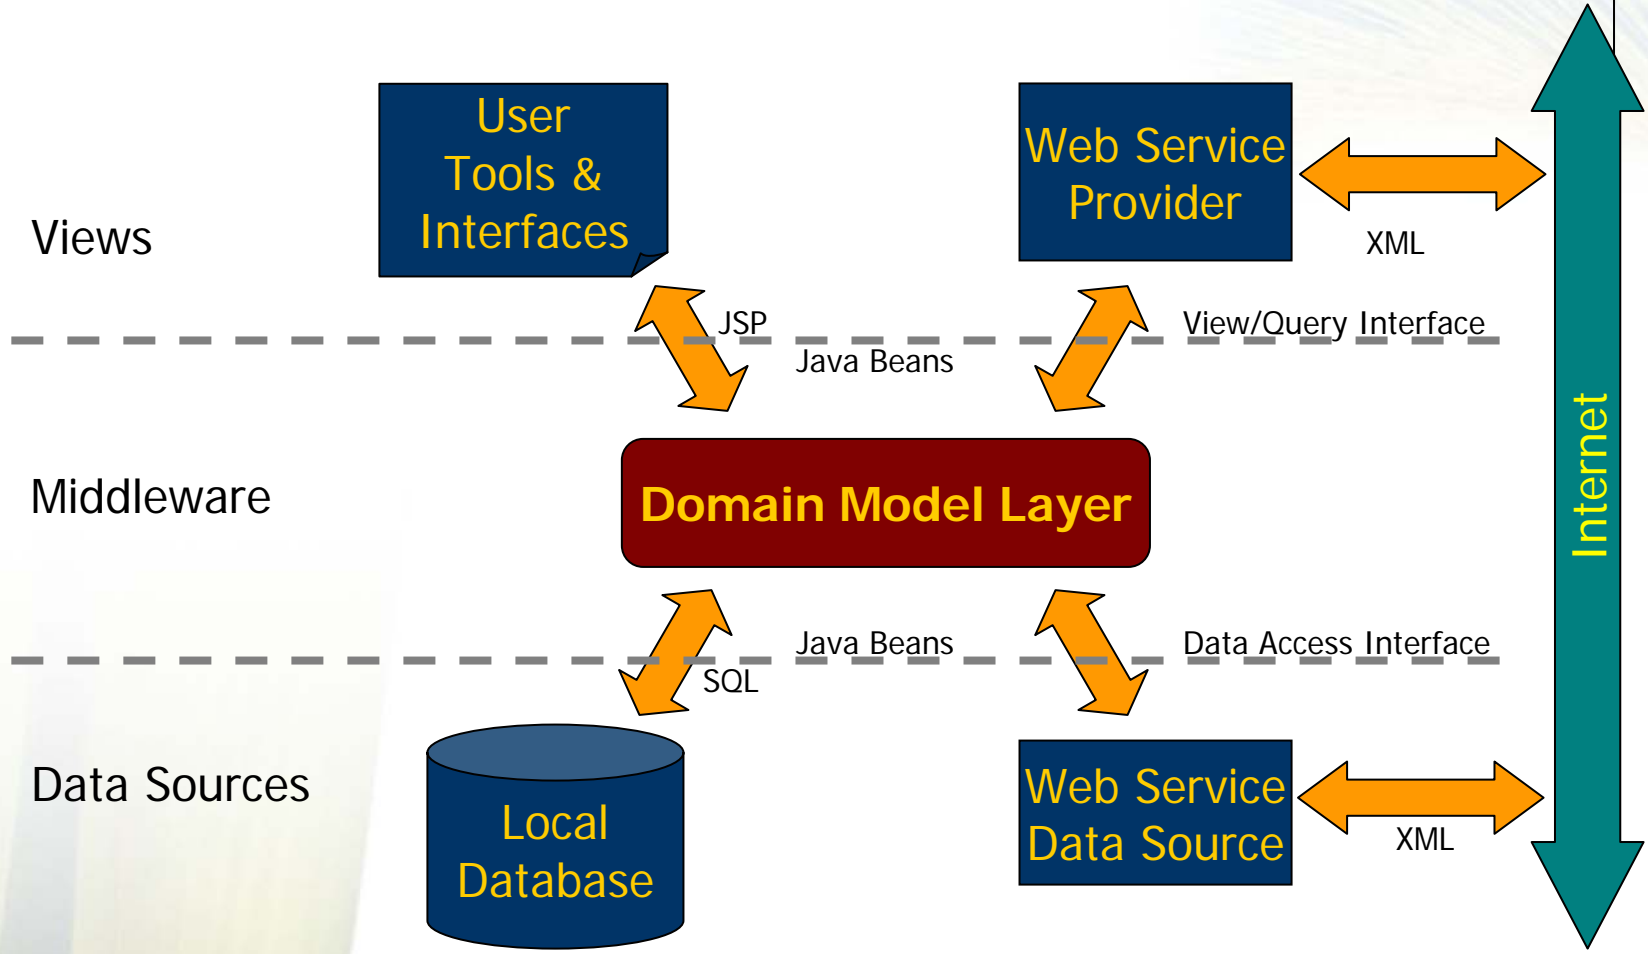 User
Tools &
Interfaces
Web Service
Provider
Views
XML
JSP
View/Query Interface
Java Beans
Internet
Middleware
Domain Model Layer
Java Beans
Data Access Interface
SQL
Data Sources
Local
Database
Web Service
Data Source
XML